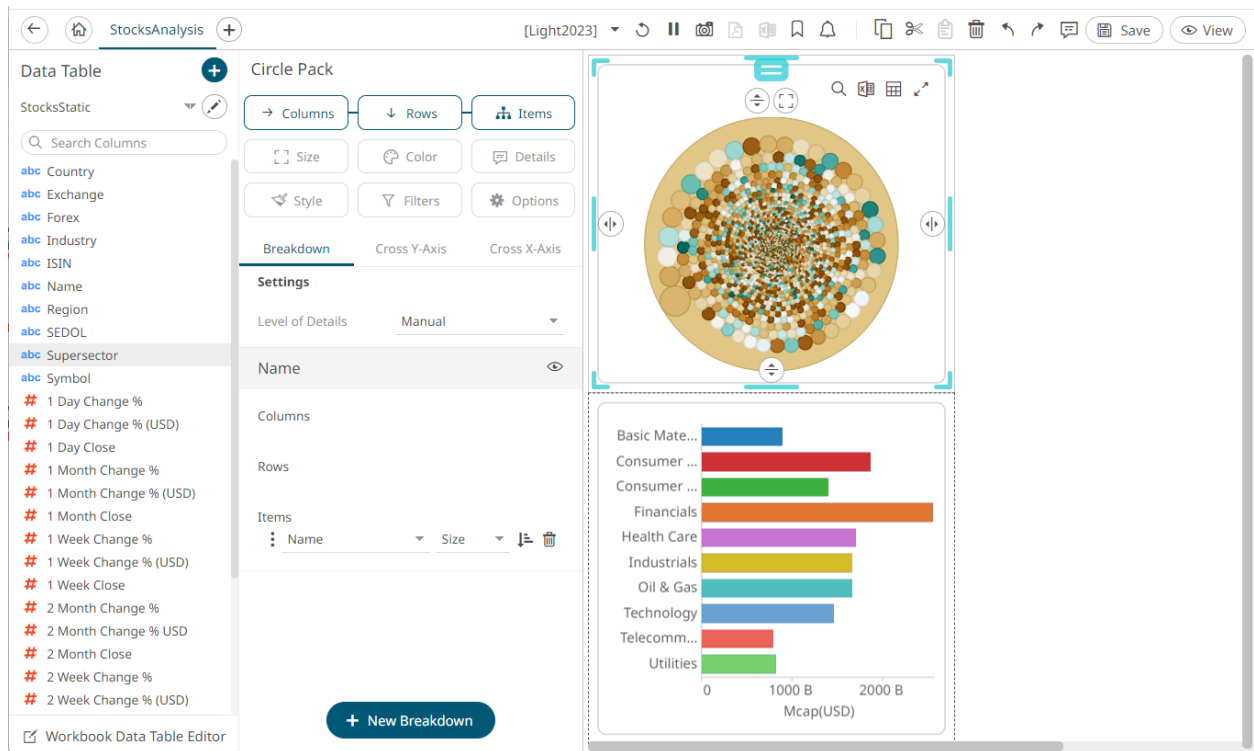 StocksAnalysis
[Light2023]
Save
View
Data Table
StocksStatic
Search Columns
abc Country
abc Exchange
abc Forex
abc Industry
abc ISIN
abc Name
abc Region
abc SEDOL
abc Supersector
abc Symbol
# 1 Day Change %
# 1 Day Change % (USD)
# 1 Day Close
# 1 Month Change %
# 1 Month Change % (USD)
# 1 Month Close
# 1 Week Change %
# 1 Week Change % (USD)
# 1 Week Close
# 2 Month Change %
# 2 Month Change % USD
# 2 Month Close
# 2 Week Change %
# 2 Week Change % (USD)
Workbook Data Table Editor
Circle Pack
Columns
Rows
Items
Size
Color
Details
Style
Filters
Options
Breakdown
Cross Y-Axis
Cross X-Axis
Settings
Level of Details
Manual
Name
Columns
Rows
Items
Name
Size
+ New Breakdown
Basic Mate...
Consumer ...
Consumer ...
Financials
Health Care
Industrials
Oil & Gas
Technology
Telecomm...
Utilities
0
1000 B
2000 B
Mcap(USD)